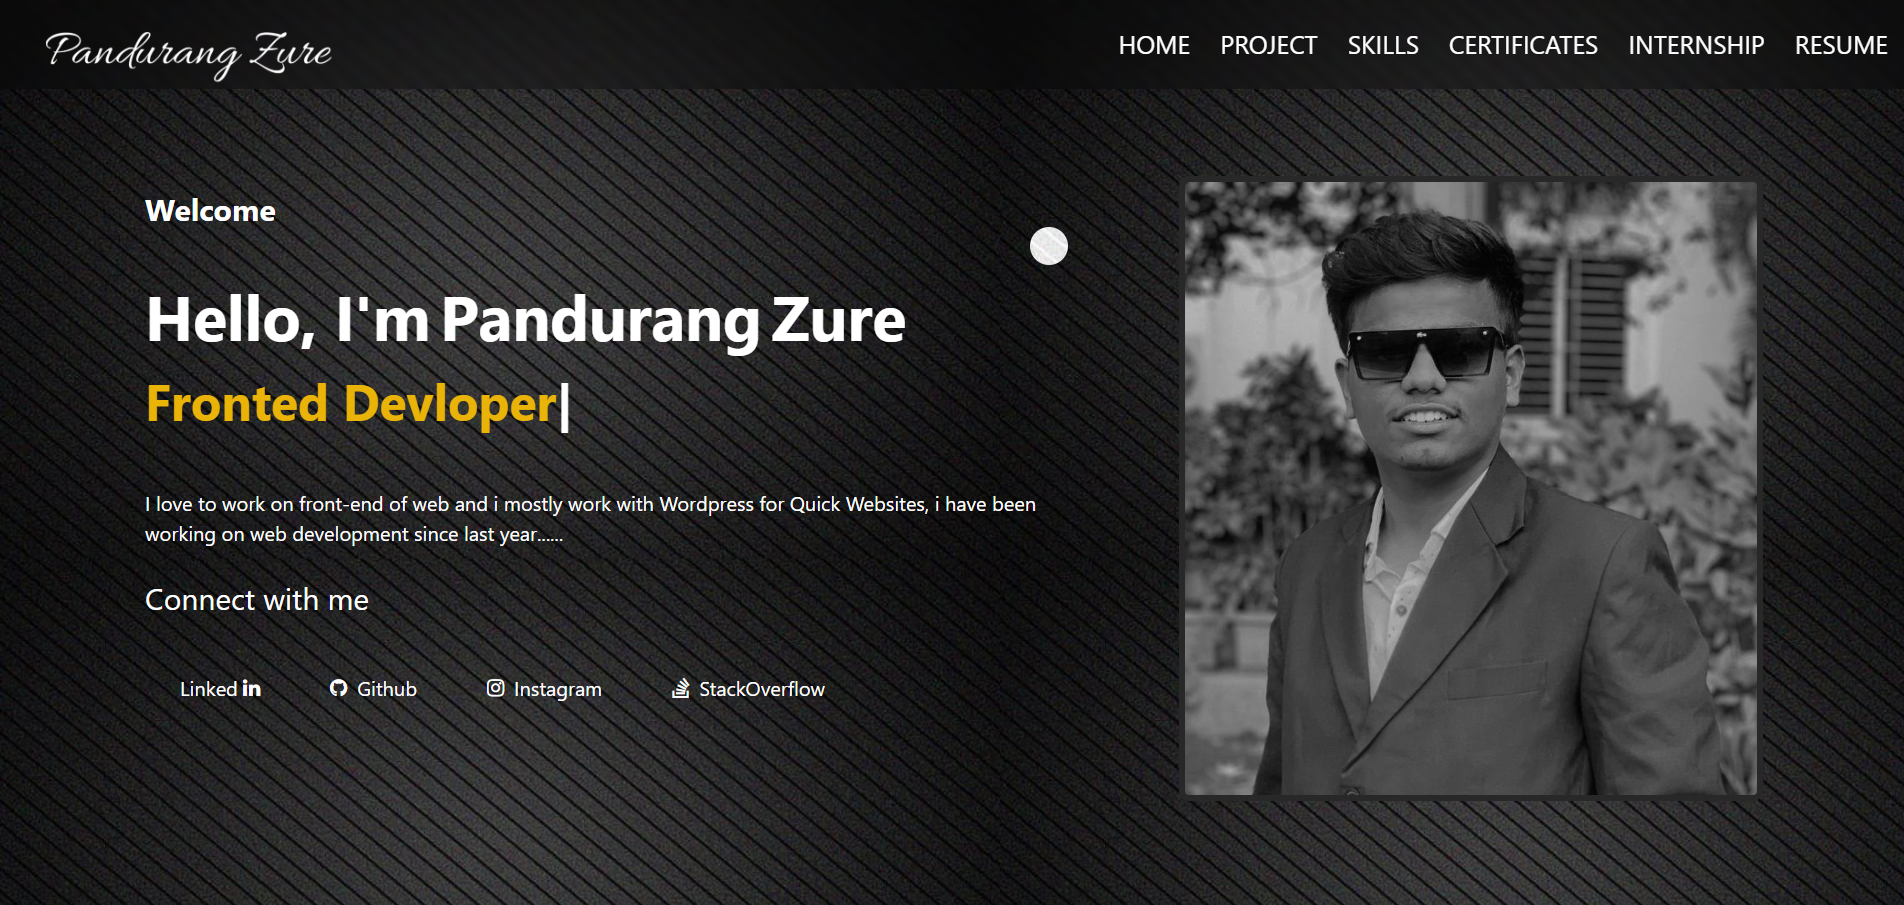 Pandurang Zure
HOME PROJECT SKILLS CERTIFICATES INTERNSHIP RESUME
Welcome
Hello, I'm Pandurang Zure
Fronted Devloper|
I love to work on front-end of web and i mostly work with Wordpress for Quick Websites, i have been
working on web development since last year......
Connect with me
Linked in Github Instagram StackOverflow